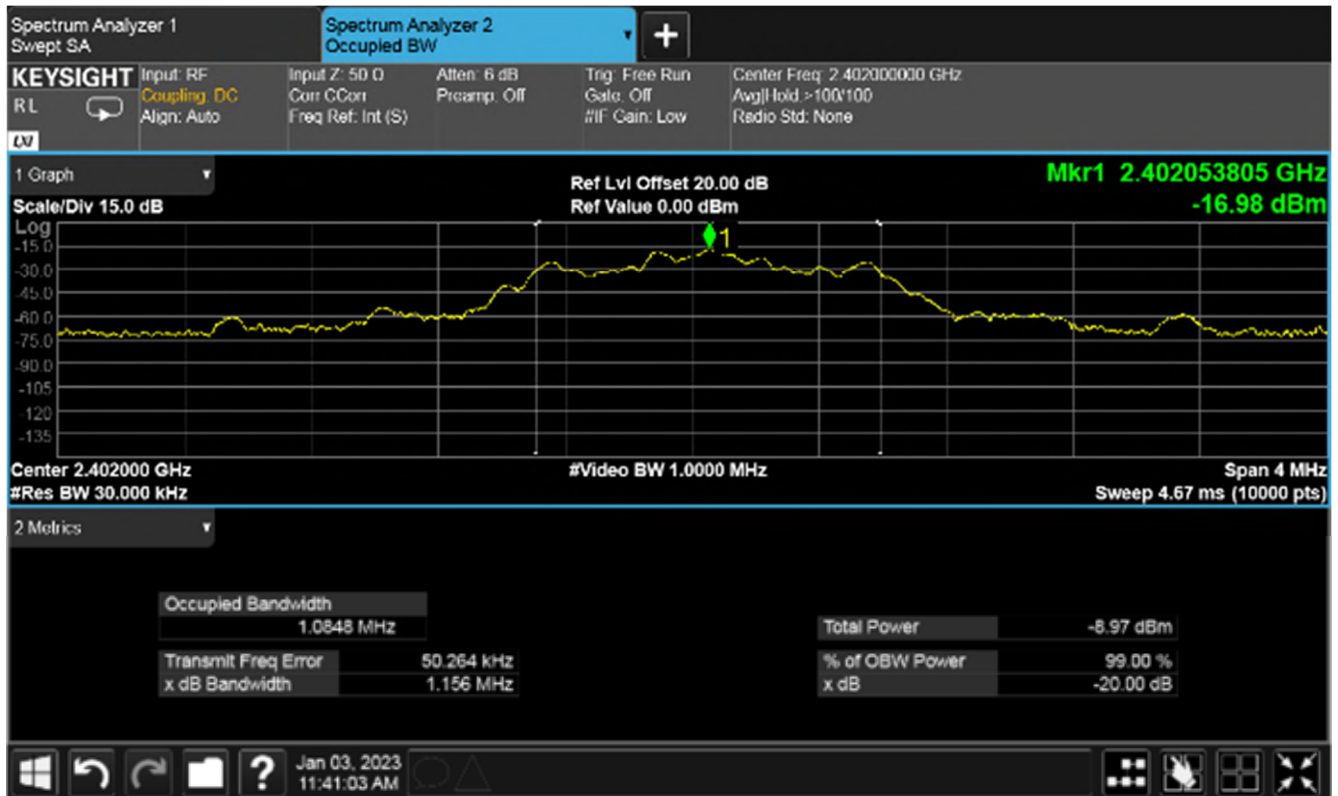 Spectrum Analyzer 1
Swept SA
Spectrum Analyzer 2
Occupied BW
+
KEYSIGHT
RL
LXI
Input: RF
Coupling: DC
Align: Auto
Input Z: 50 Ω
Corr CCorr
Freq Ref: Int (S)
Atten: 6 dB
Preamp: Off
Trig: Free Run
Gate: Off
#IF Gain: Low
Center Freq: 2.402000000 GHz
Avg|Hold:>100/100
Radio Std: None
1 Graph
Scale/Div 15.0 dB
Ref Lvl Offset 20.00 dB
Ref Value 0.00 dBm
Mkr1 2.402053805 GHz
-16.98 dBm
Log
-15.0
-30.0
-45.0
-60.0
-75.0
-90.0
-105
-120
-135
1
Center 2.402000 GHz
#Res BW 30.000 kHz
#Video BW 1.0000 MHz
Span 4 MHz
Sweep 4.67 ms (10000 pts)
2 Metrics
Occupied Bandwidth
1.0848 MHz
Transmit Freq Error 50.264 kHz
x dB Bandwidth 1.156 MHz
Total Power -8.97 dBm
% of OBW Power 99.00 %
x dB -20.00 dB
?
Jan 03, 2023
11:41:03 AM